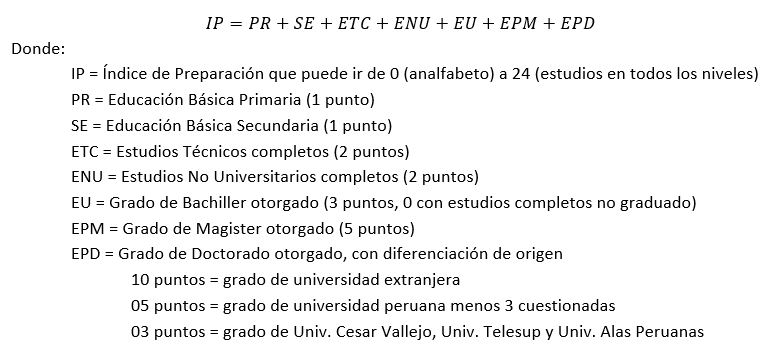 IP = PR + SE + ETC + ENU + EU + EPM + EPD
Donde:
IP = Índice de Preparación que puede ir de 0 (analfabeto) a 24 (estudios en todos los niveles)
PR = Educación Básica Primaria (1 punto)
SE = Educación Básica Secundaria (1 punto)
ETC = Estudios Técnicos completos (2 puntos)
ENU = Estudios No Universitarios completos (2 puntos)
EU = Grado de Bachiller otorgado (3 puntos, 0 con estudios completos no graduado)
EPM = Grado de Magister otorgado (5 puntos)
EPD = Grado de Doctorado otorgado, con diferenciación de origen
10 puntos = grado de universidad extranjera
05 puntos = grado de universidad peruana menos 3 cuestionadas
03 puntos = grado de Univ. Cesar Vallejo, Univ. Telesup y Univ. Alas Peruanas